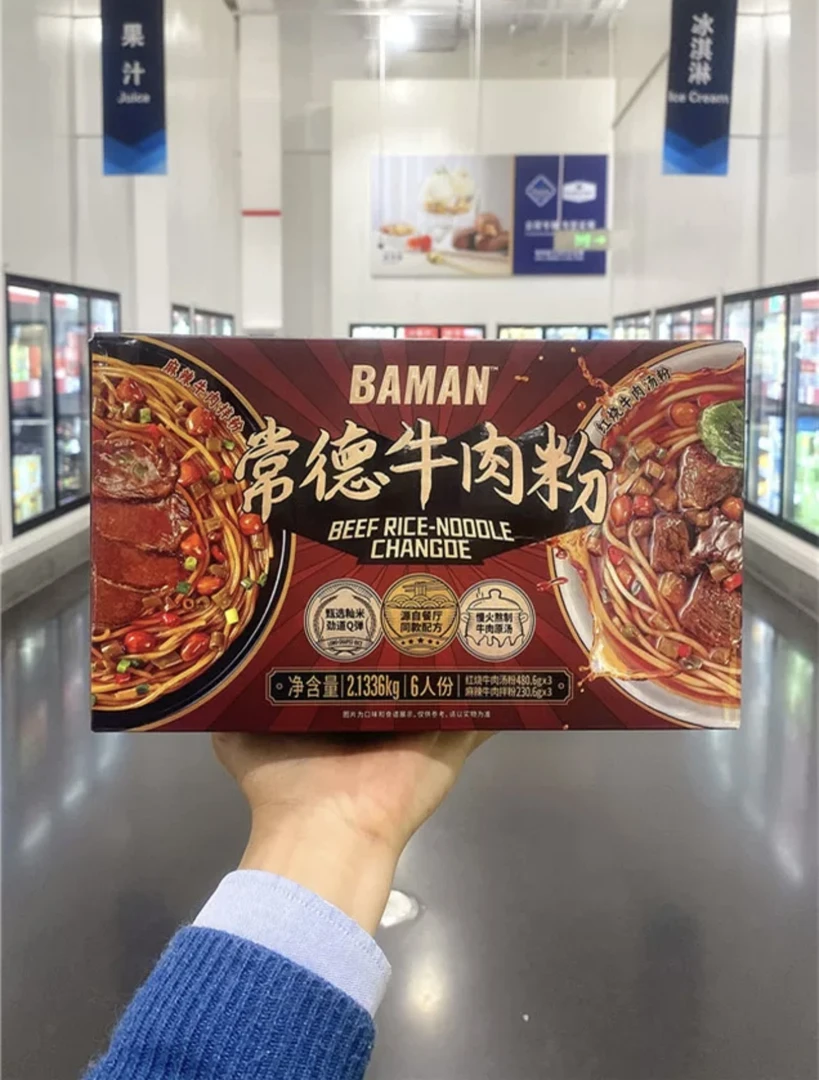 果汁
Juice
冰淇淋
Ice Cream
麻辣牛肉拌粉
BAMAN™
红烧牛肉汤粉
常德牛肉粉
BEEF RICE-NOODLE
CHANGDE
甄选籼米
劲道Q弹
源自餐厅
同款配方
慢火熬制
牛肉原汤
净含量 2.1336kg 6人份
红烧牛肉汤粉480.6g×3
麻辣牛肉拌粉230.6g×3
图片为口味和食谱展示,仅供参考,请以实物为准